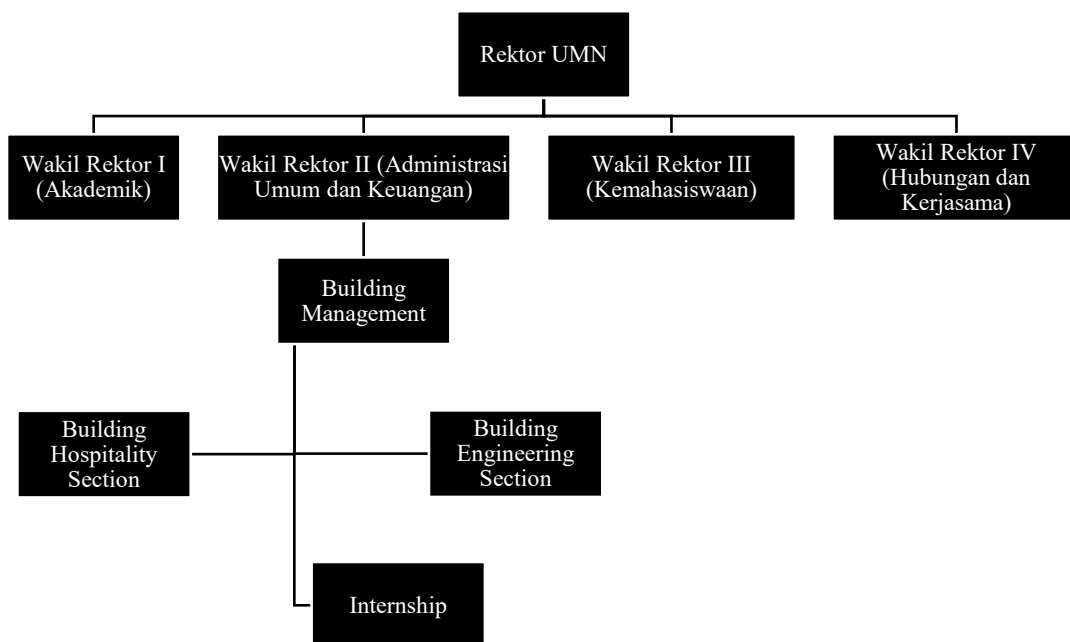 Rektor UMN
Wakil Rektor I
(Akademik)
Wakil Rektor II (Administrasi
Umum dan Keuangan)
Wakil Rektor III
(Kemahasiswaan)
Wakil Rektor IV
(Hubungan dan
Kerjasama)
Building
Management
Building
Hospitality
Section
Building
Engineering
Section
Internship